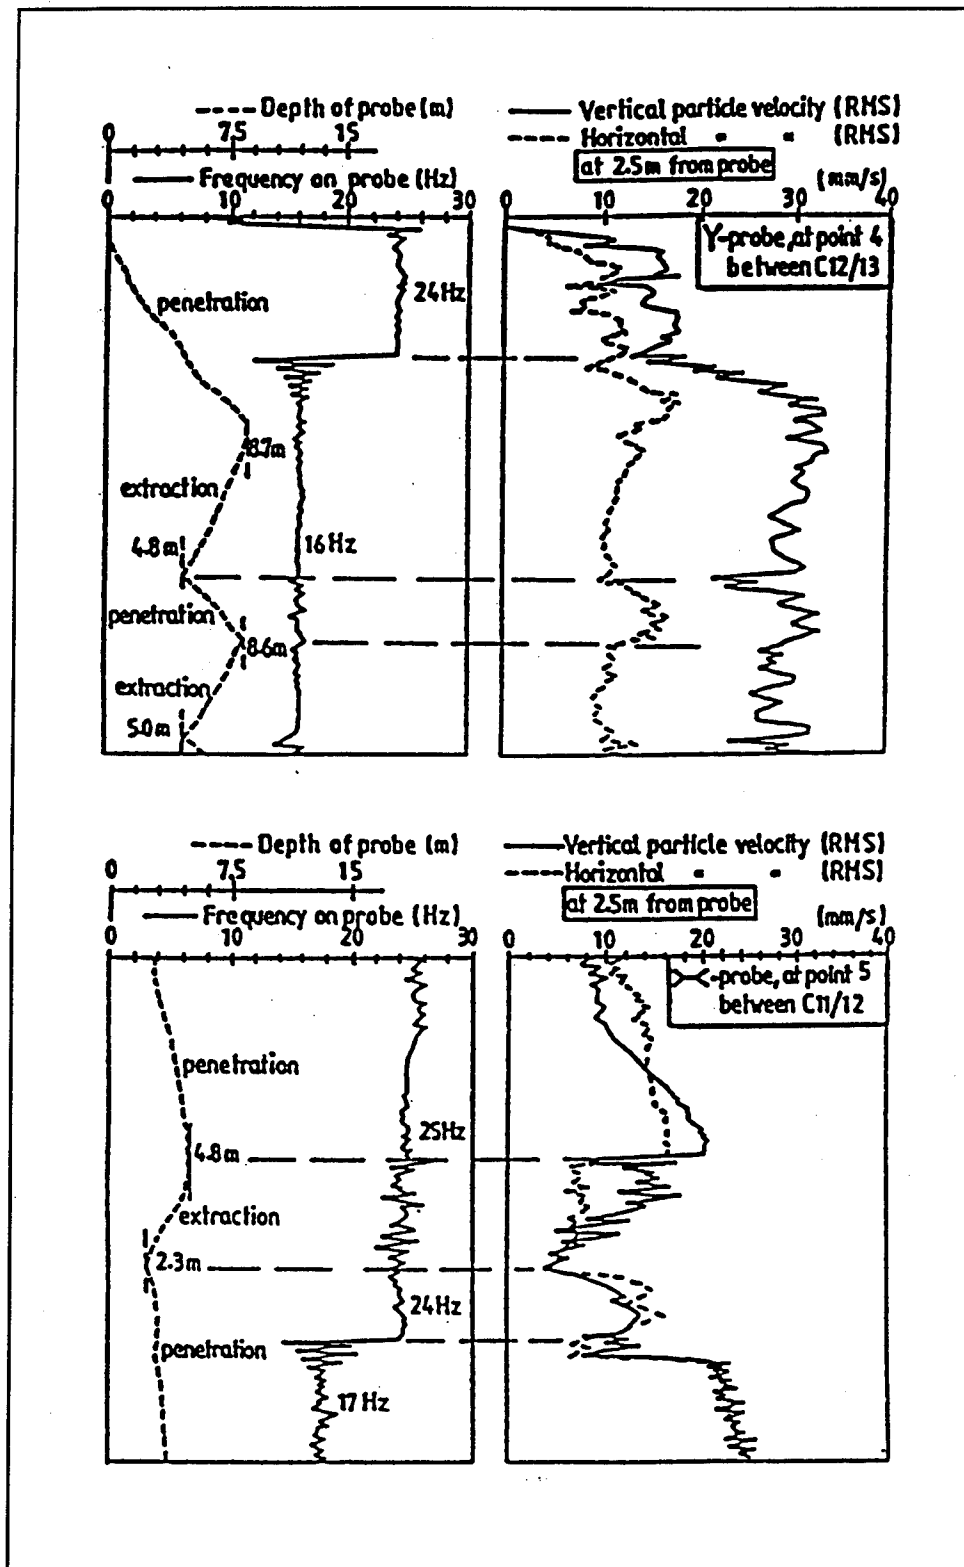 ---- Depth of probe (m)
0 7.5 15
— Frequency on probe (Hz)
0 10 20 30
— Vertical particle velocity (RMS)
---- Horizontal " " (RMS)
at 2.5m from probe
(mm/s)
0 10 20 30 40
Y-probe, at point 4
between C12/13
penetration
24Hz
8.7m
extraction
4.8m
16Hz
penetration
8.6m
extraction
5.0m
---- Depth of probe (m)
0 7.5 15
— Frequency on probe (Hz)
0 10 20 30
— Vertical particle velocity (RMS)
---- Horizontal " " (RMS)
at 2.5m from probe
(mm/s)
0 10 20 30 40
-probe, at point 5
between C11/12
penetration
25Hz
4.8m
extraction
2.3m
24Hz
penetration
17 Hz